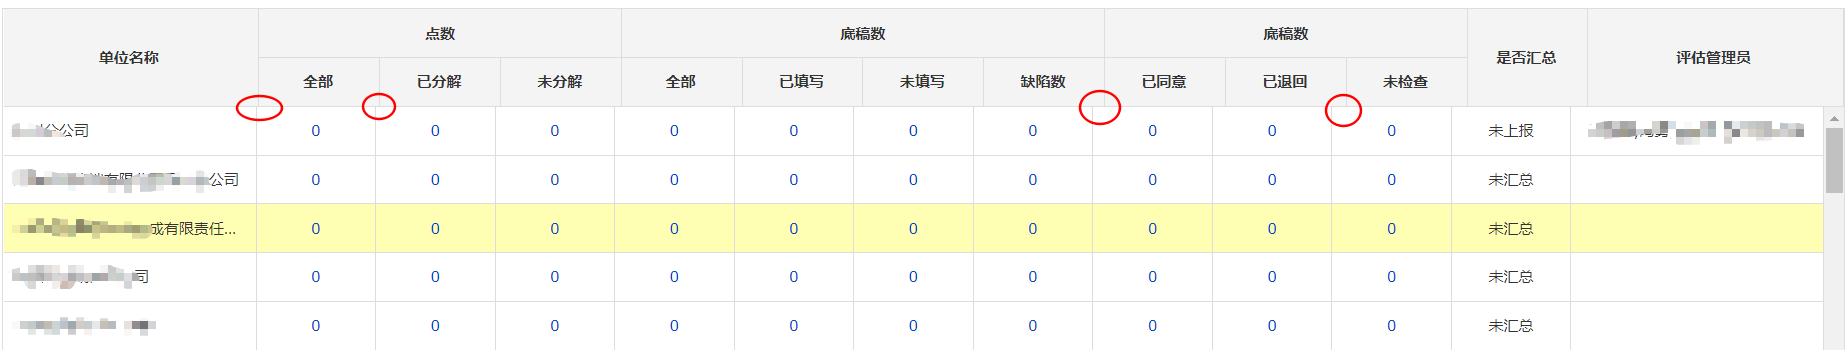 单位名称 点数 底稿数 底稿数 是否汇总 评估管理员
全部 已分解 未分解 全部 已填写 未填写 缺陷数 已同意 已退回 未检查
公司 0 0 0 0 0 0 0 0 0 0 未上报
公司 0 0 0 0 0 0 0 0 0 0 未汇总
成有限责任... 0 0 0 0 0 0 0 0 0 0 未汇总
司 0 0 0 0 0 0 0 0 0 0 未汇总
0 0 0 0 0 0 0 0 0 0 未汇总